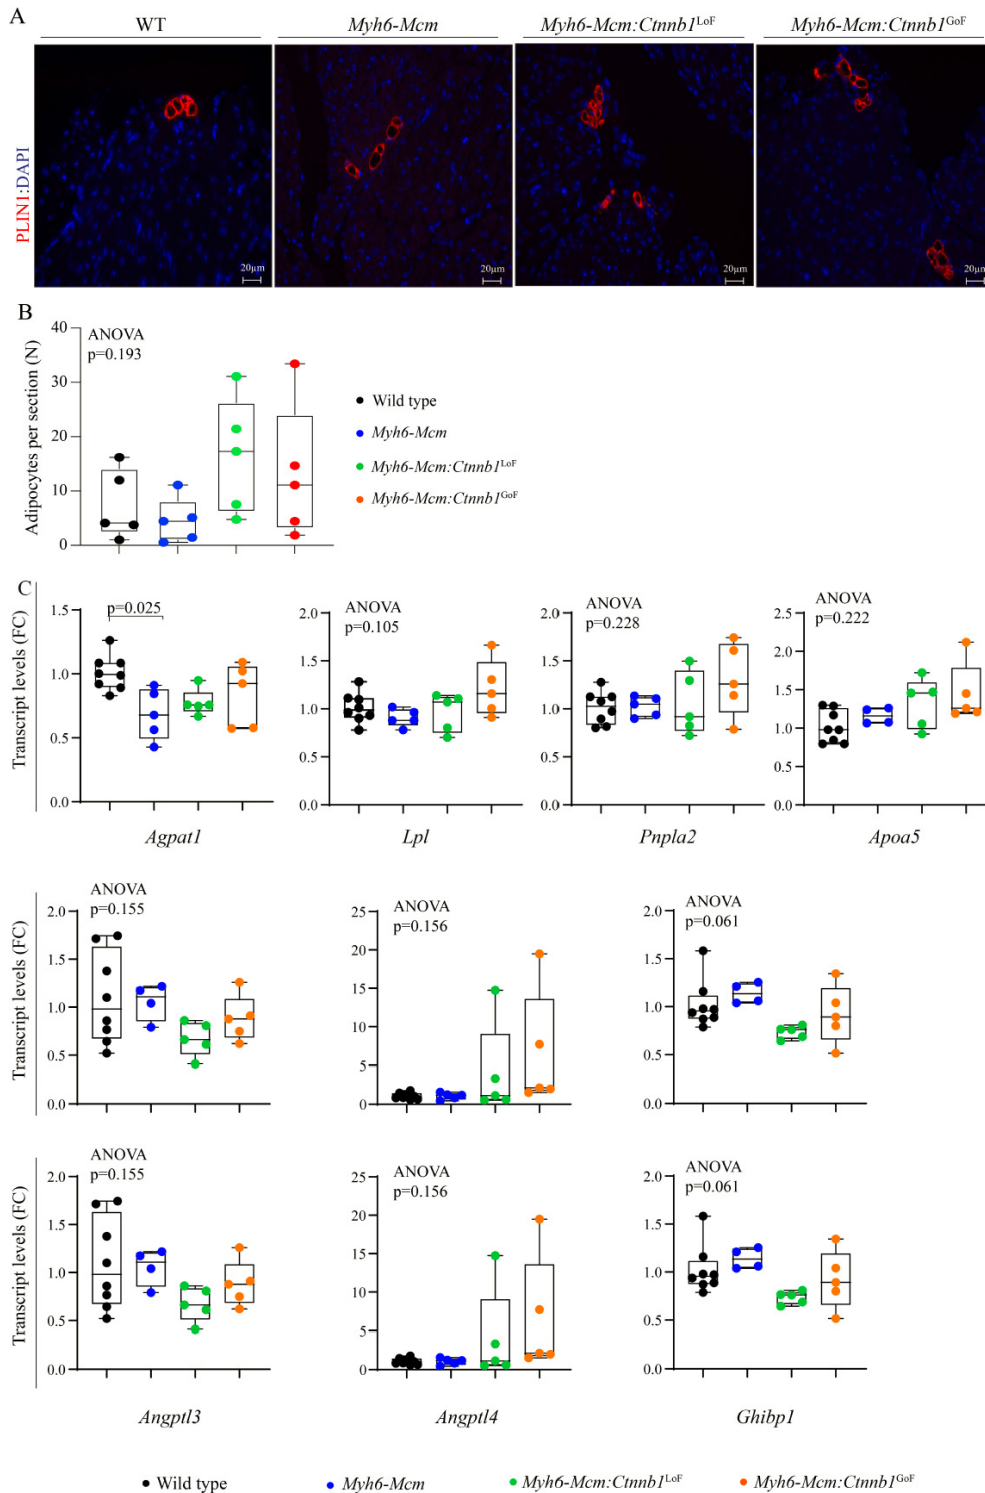 A
WT
Myh6-Mcm
Myh6-Mcm:Ctnnb1LoF
Myh6-Mcm:Ctnnb1GoF
PLIN1:DAPI
20µm
20µm
20µm
20µm
B
ANOVA
p=0.193
Adipocytes per section (N)
40
30
20
10
0
Wild type
Myh6-Mcm
Myh6-Mcm:Ctnnb1LoF
Myh6-Mcm:Ctnnb1GoF
C
Transcript levels (FC)
1.5
1.0
0.5
0.0
p=0.025
Agpat1
2.0
1.5
1.0
0.5
0.0
ANOVA
p=0.105
Lpl
2.0
1.5
1.0
0.5
0.0
ANOVA
p=0.228
Pnpla2
2.5
2.0
1.5
1.0
0.5
0.0
ANOVA
p=0.222
Apoa5
Transcript levels (FC)
2.0
1.5
1.0
0.5
0.0
ANOVA
p=0.155
25
20
15
10
5
0
ANOVA
p=0.156
2.0
1.5
1.0
0.5
0.0
ANOVA
p=0.061
Transcript levels (FC)
2.0
1.5
1.0
0.5
0.0
ANOVA
p=0.155
Angptl3
25
20
15
10
5
0
ANOVA
p=0.156
Angptl4
2.0
1.5
1.0
0.5
0.0
ANOVA
p=0.061
Ghibp1
Wild type
Myh6-Mcm
Myh6-Mcm:Ctnnb1LoF
Myh6-Mcm:Ctnnb1GoF